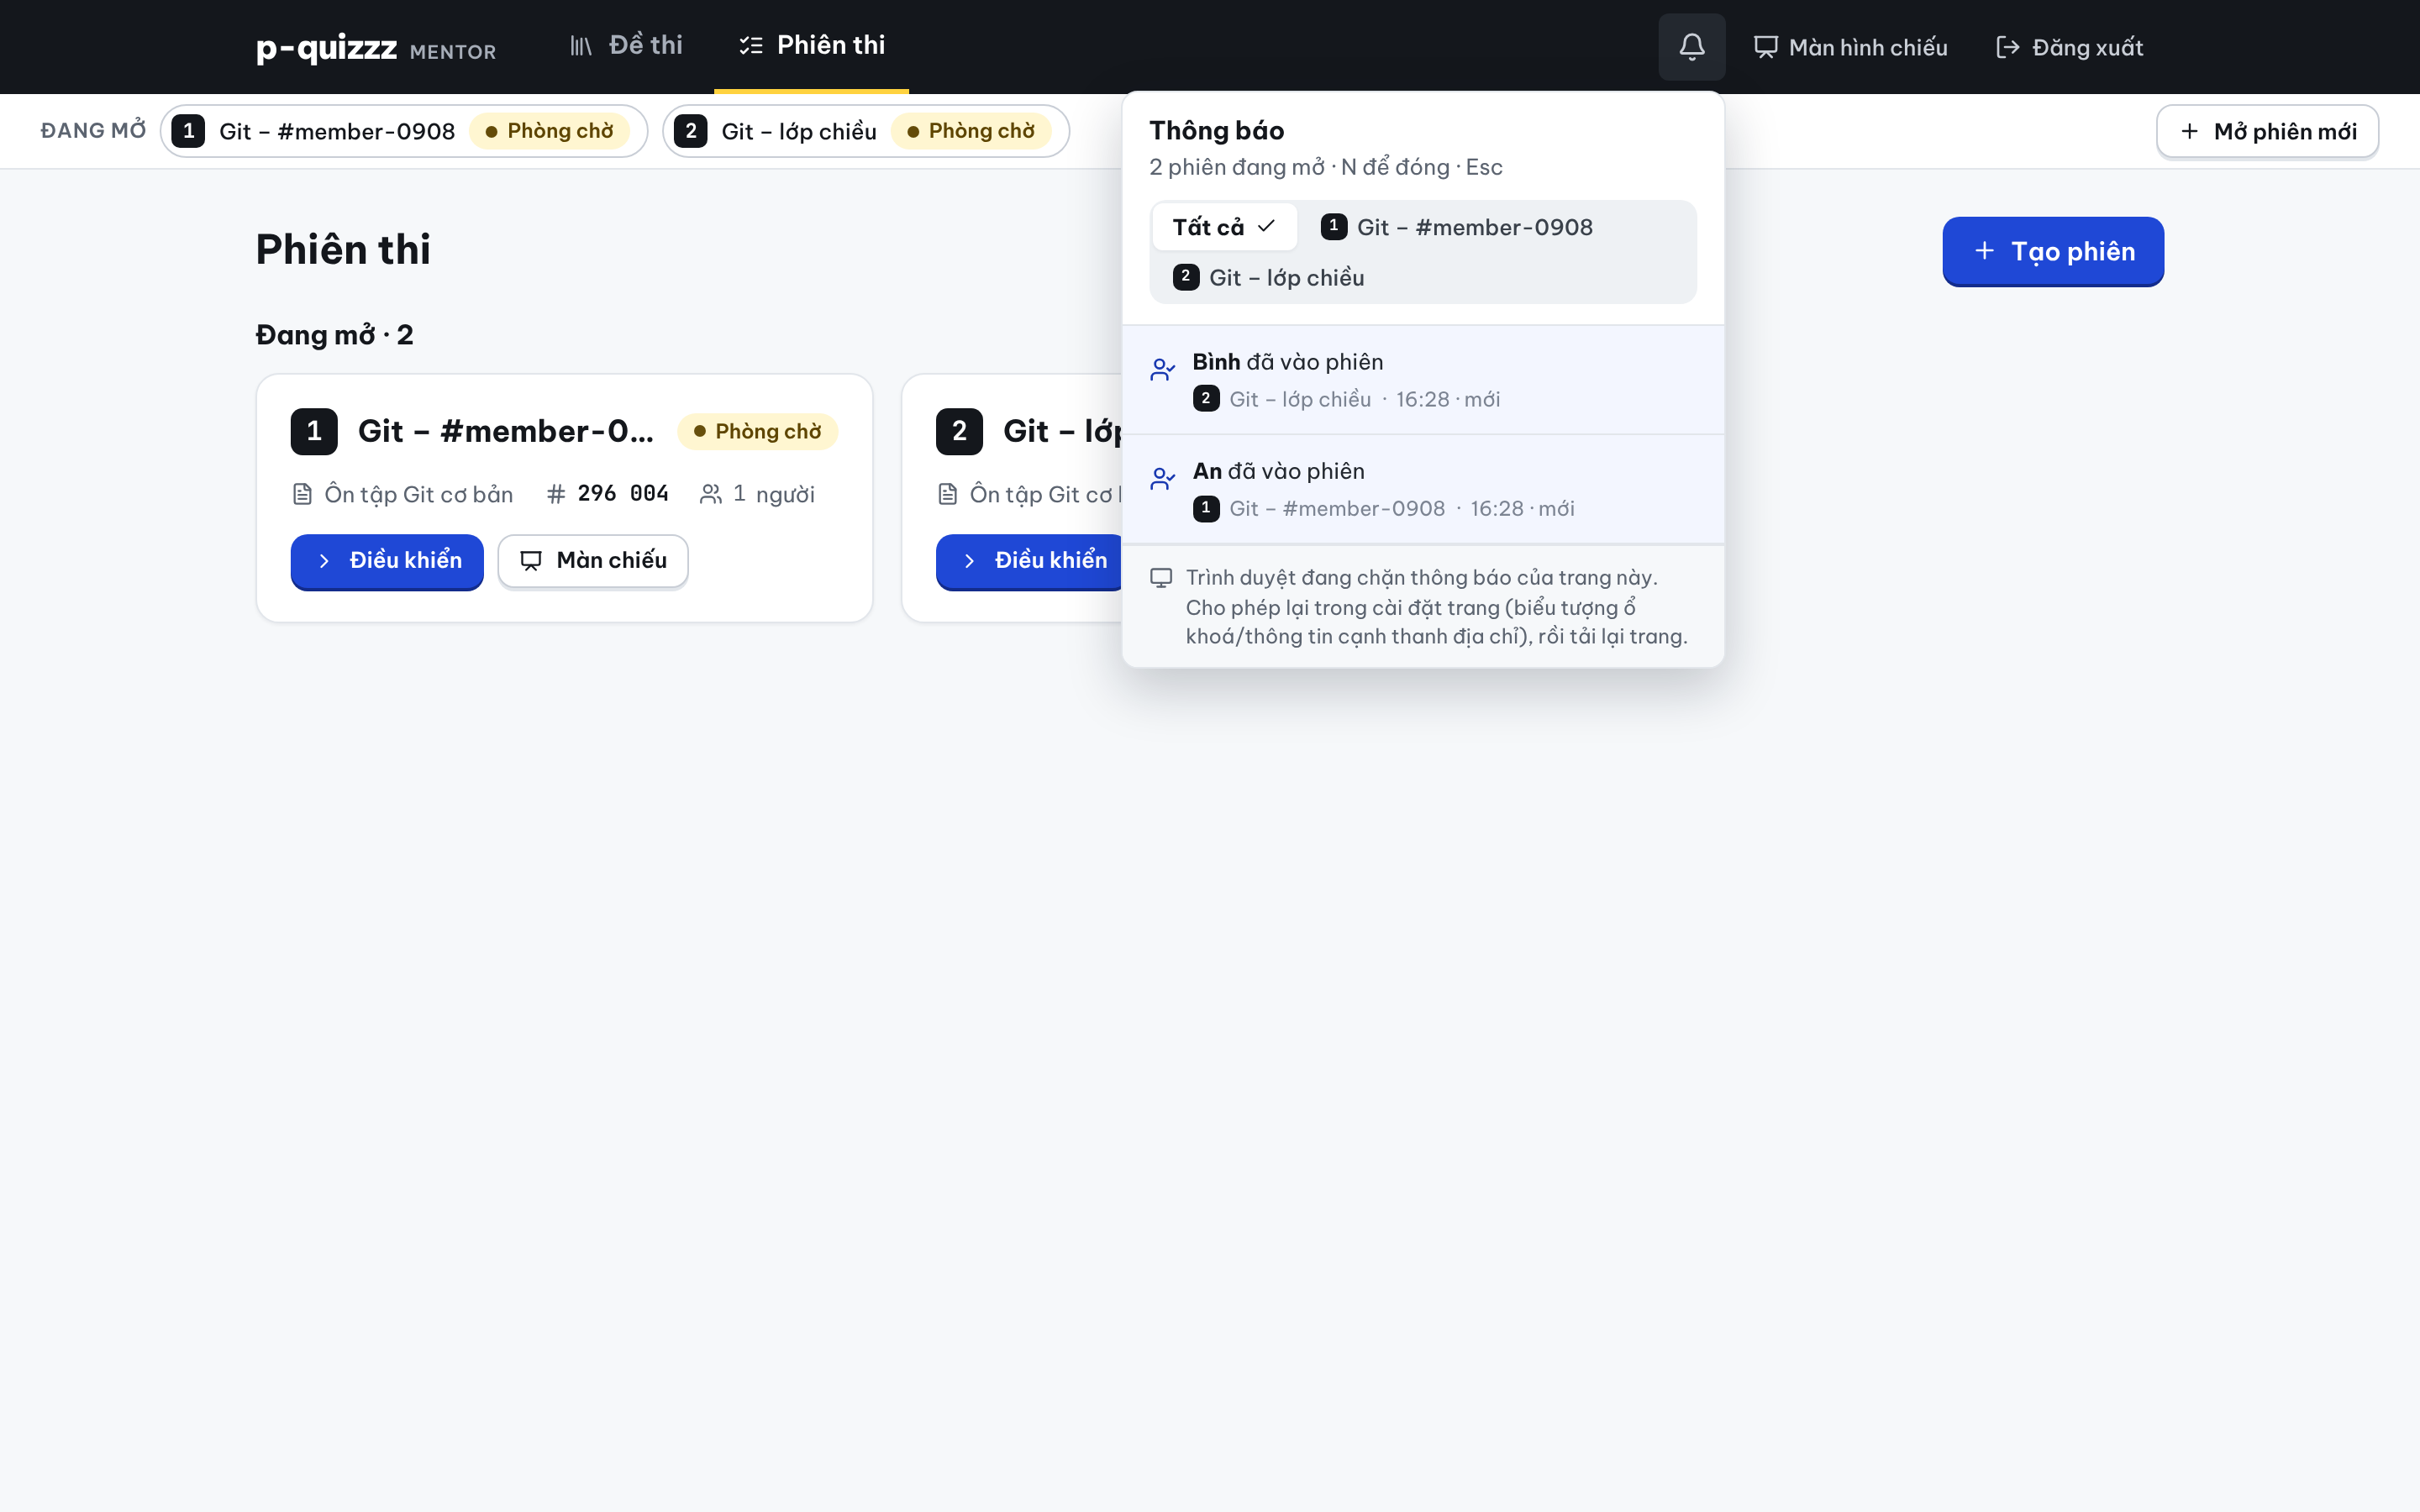 p-quizzz MENTOR
Đề thi
Phiên thi
Màn hình chiếu
Đăng xuất
ĐANG MỞ
1 Git – #member-0908 Phòng chờ
2 Git – lớp chiều Phòng chờ
+ Mở phiên mới
Phiên thi
+ Tạo phiên
Đang mở · 2
1 Git – #member-0... Phòng chờ
Ôn tập Git cơ bản # 296 004 1 người
Điều khiển
Màn chiếu
2 Git – lớp
Ôn tập Git cơ
Điều khiển
Thông báo
2 phiên đang mở · N để đóng · Esc
Tất cả
1 Git – #member-0908
2 Git – lớp chiều
Bình đã vào phiên
2 Git – lớp chiều · 16:28 · mới
An đã vào phiên
1 Git – #member-0908 · 16:28 · mới
Trình duyệt đang chặn thông báo của trang này.
Cho phép lại trong cài đặt trang (biểu tượng ổ
khoá/thông tin cạnh thanh địa chỉ), rồi tải lại trang.